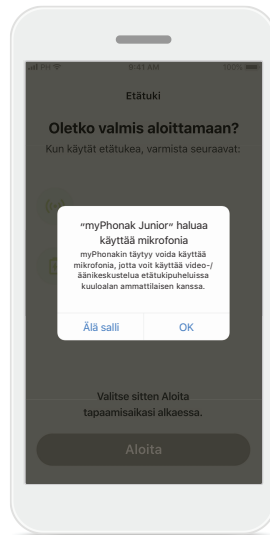 PH
9:41 AM
100%
Etätuki
Oletko valmis aloittamaan?
Kun käytät etätukea, varmista seuraavat:
"myPhonak Junior" haluaa
käyttää mikrofonia
myPhonakin täytyy voida käyttää
mikrofonia, jotta voit käyttää video-/
äänikeskustelua etätukipuheluissa
kuuloalan ammattilaisen kanssa.
Älä salli
OK
Valitse sitten Aloita
tapaamisaikasi alkaessa.
Aloita